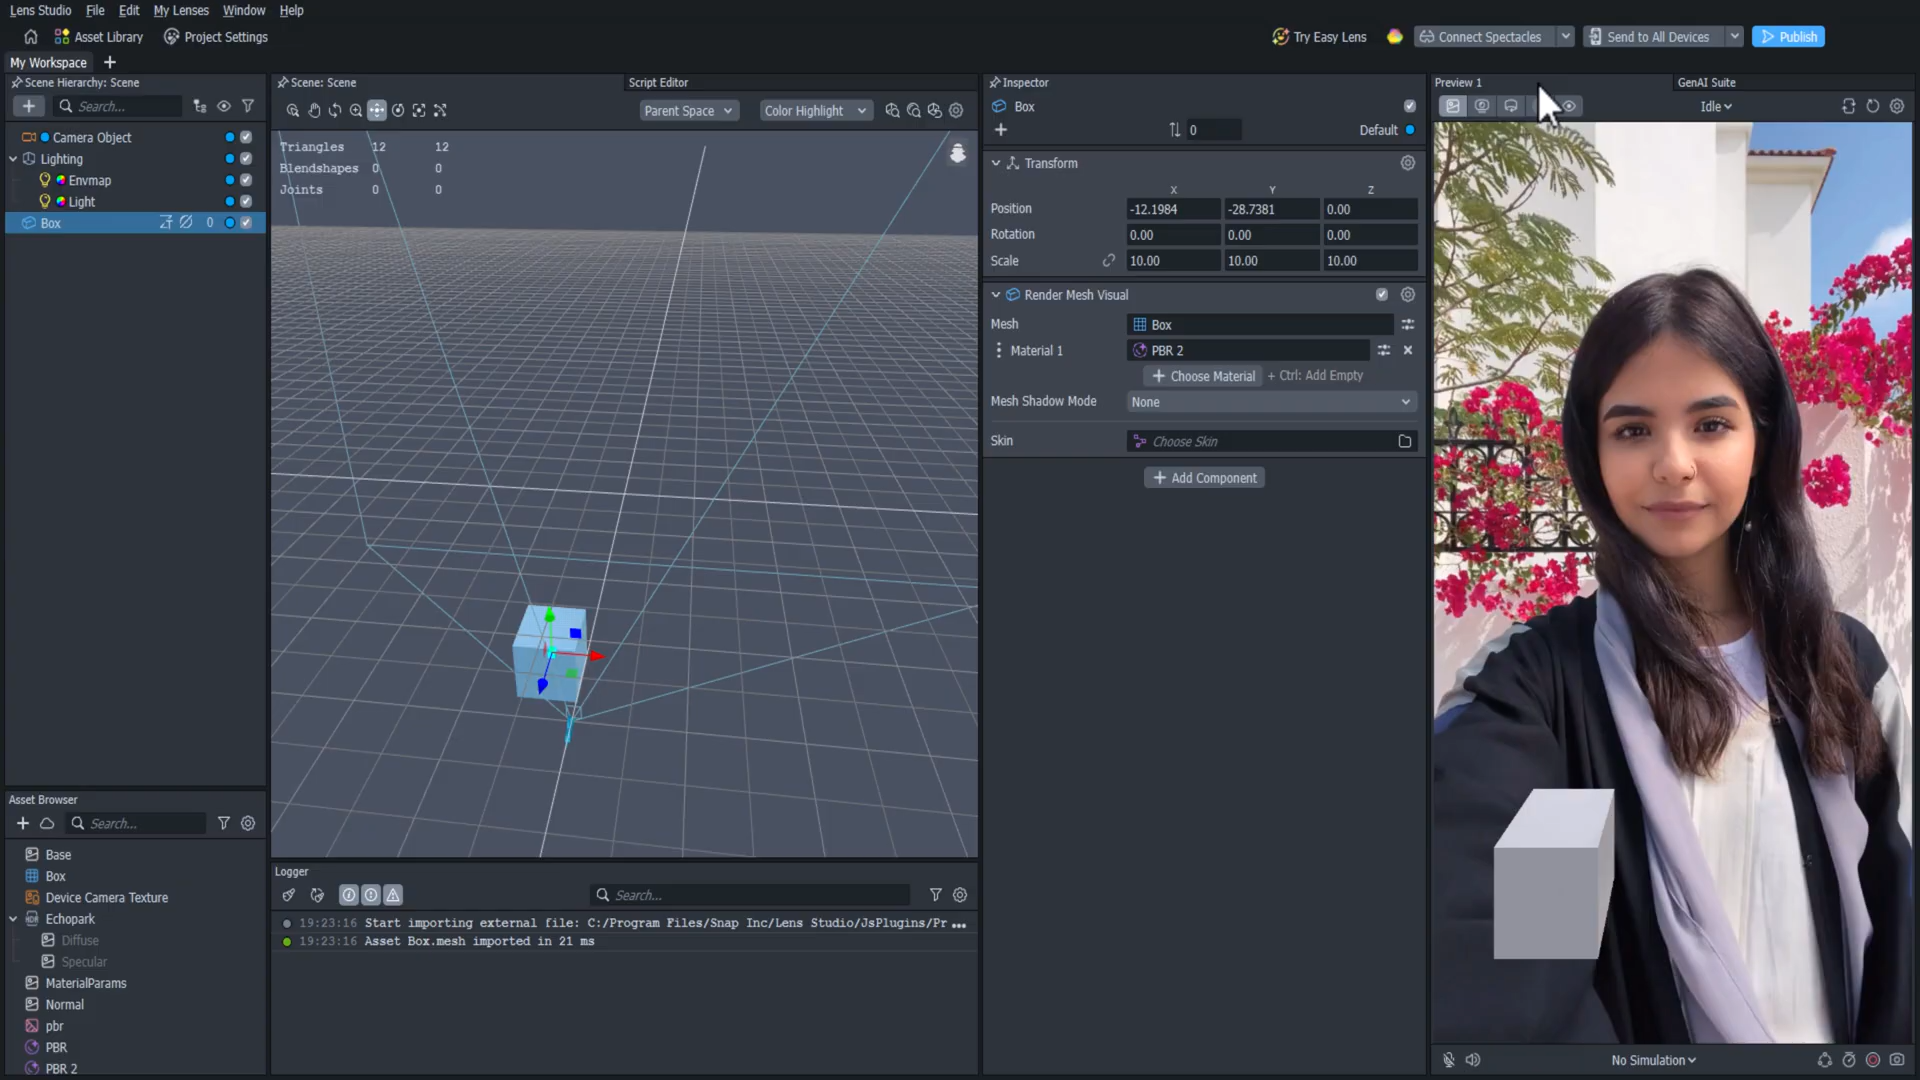 Lens Studio File Edit My Lenses Window Help
Asset Library Project Settings Try Easy Lens Connect Spectacles Send to All Devices Publish
My Workspace
Scene Hierarchy: Scene
Search...
Camera Object
Lighting
Envmap
Light
Box 0
Asset Browser
Search...
Base
Box
Device Camera Texture
Echopark
Diffuse
Specular
MaterialParams
Normal
pbr
PBR
PBR 2
Scene: Scene Script Editor
Parent Space Color Highlight
Triangles 12 12
Blendshapes 0 0
Joints 0 0
Logger
Search...
19:23:16 Start importing external file: C:/Program Files/Snap Inc/Lens Studio/JsPlugins/Pr ...
19:23:16 Asset Box.mesh imported in 21 ms
Inspector
Box
0 Default
Transform
X Y Z
Position -12.1984 -28.7381 0.00
Rotation 0.00 0.00 0.00
Scale 10.00 10.00 10.00
Render Mesh Visual
Mesh Box
Material 1 PBR 2
+ Choose Material + Ctrl: Add Empty
Mesh Shadow Mode None
Skin Choose Skin
+ Add Component
Preview 1 GenAI Suite
Idle
No Simulation